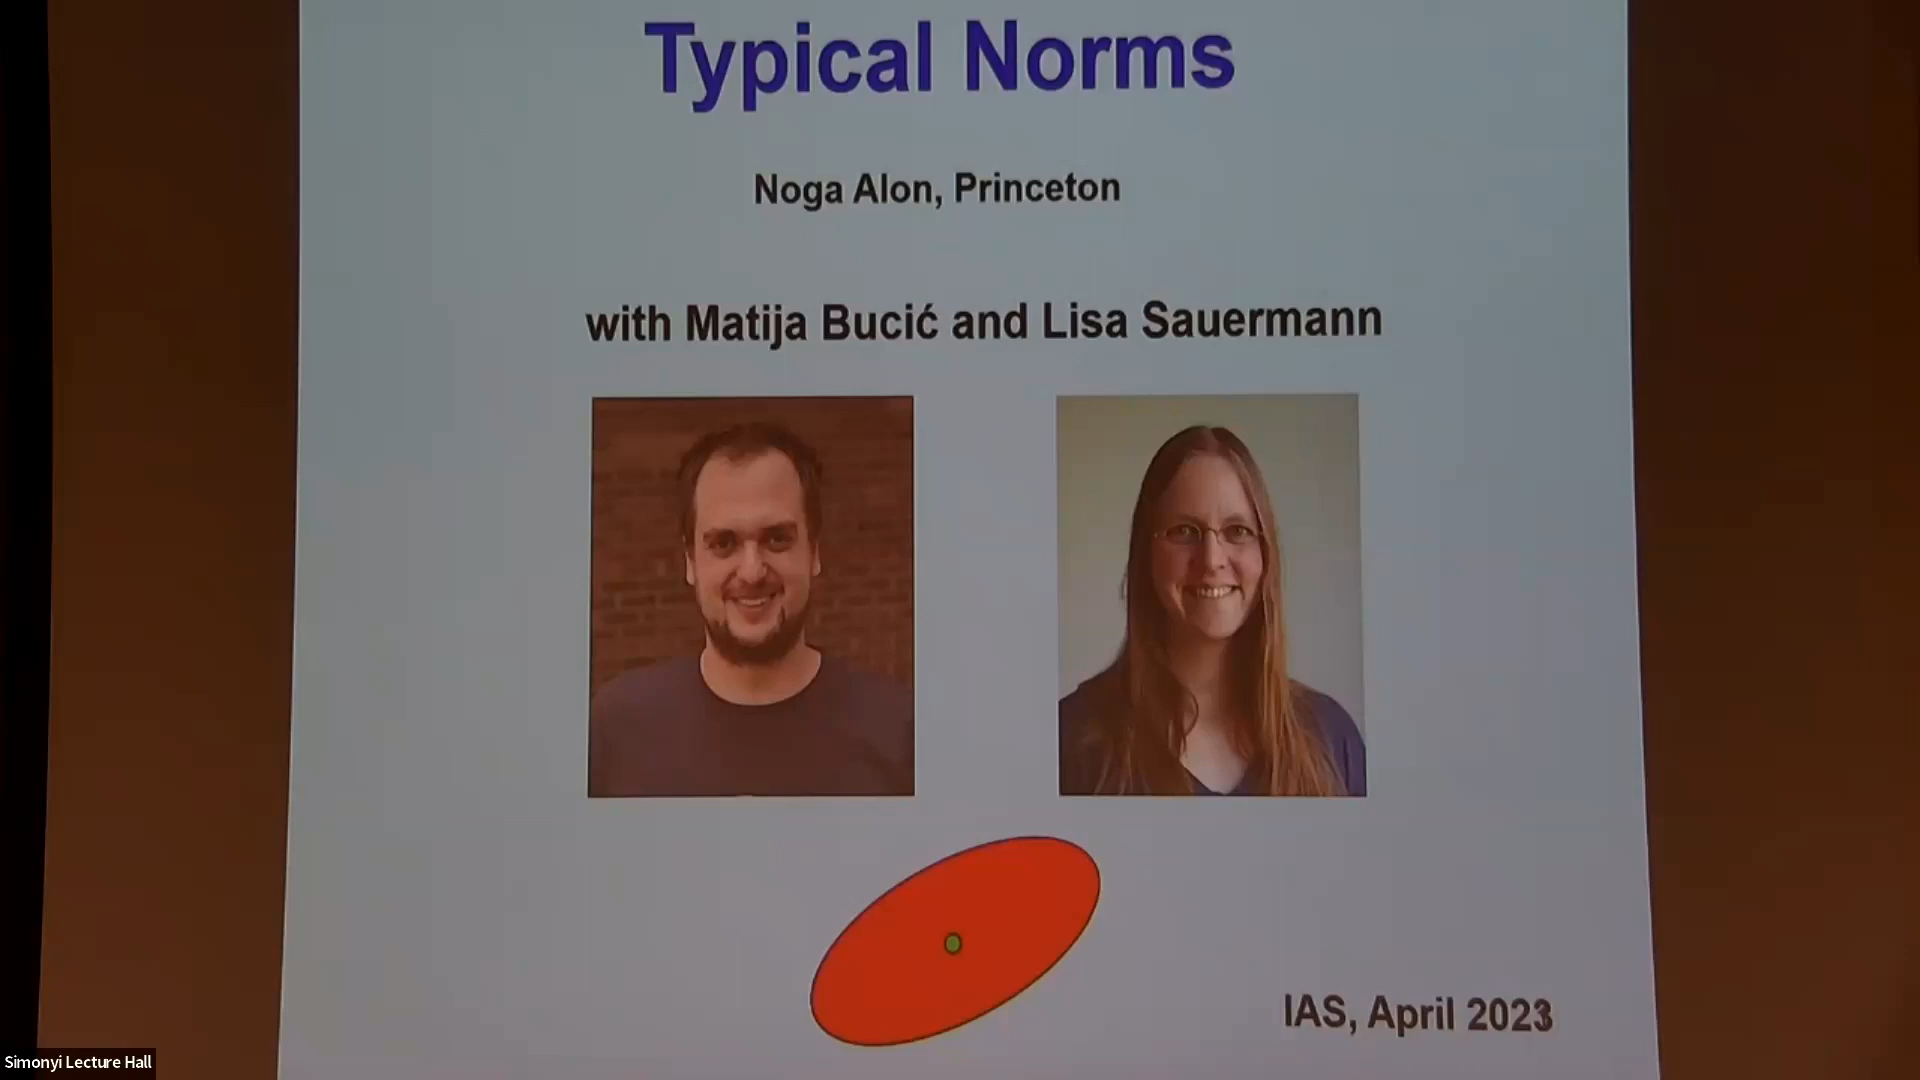 Typical Norms
Noga Alon, Princeton
with Matija Bucić and Lisa Sauermann
IAS, April 2023
Simonyi Lecture Hall